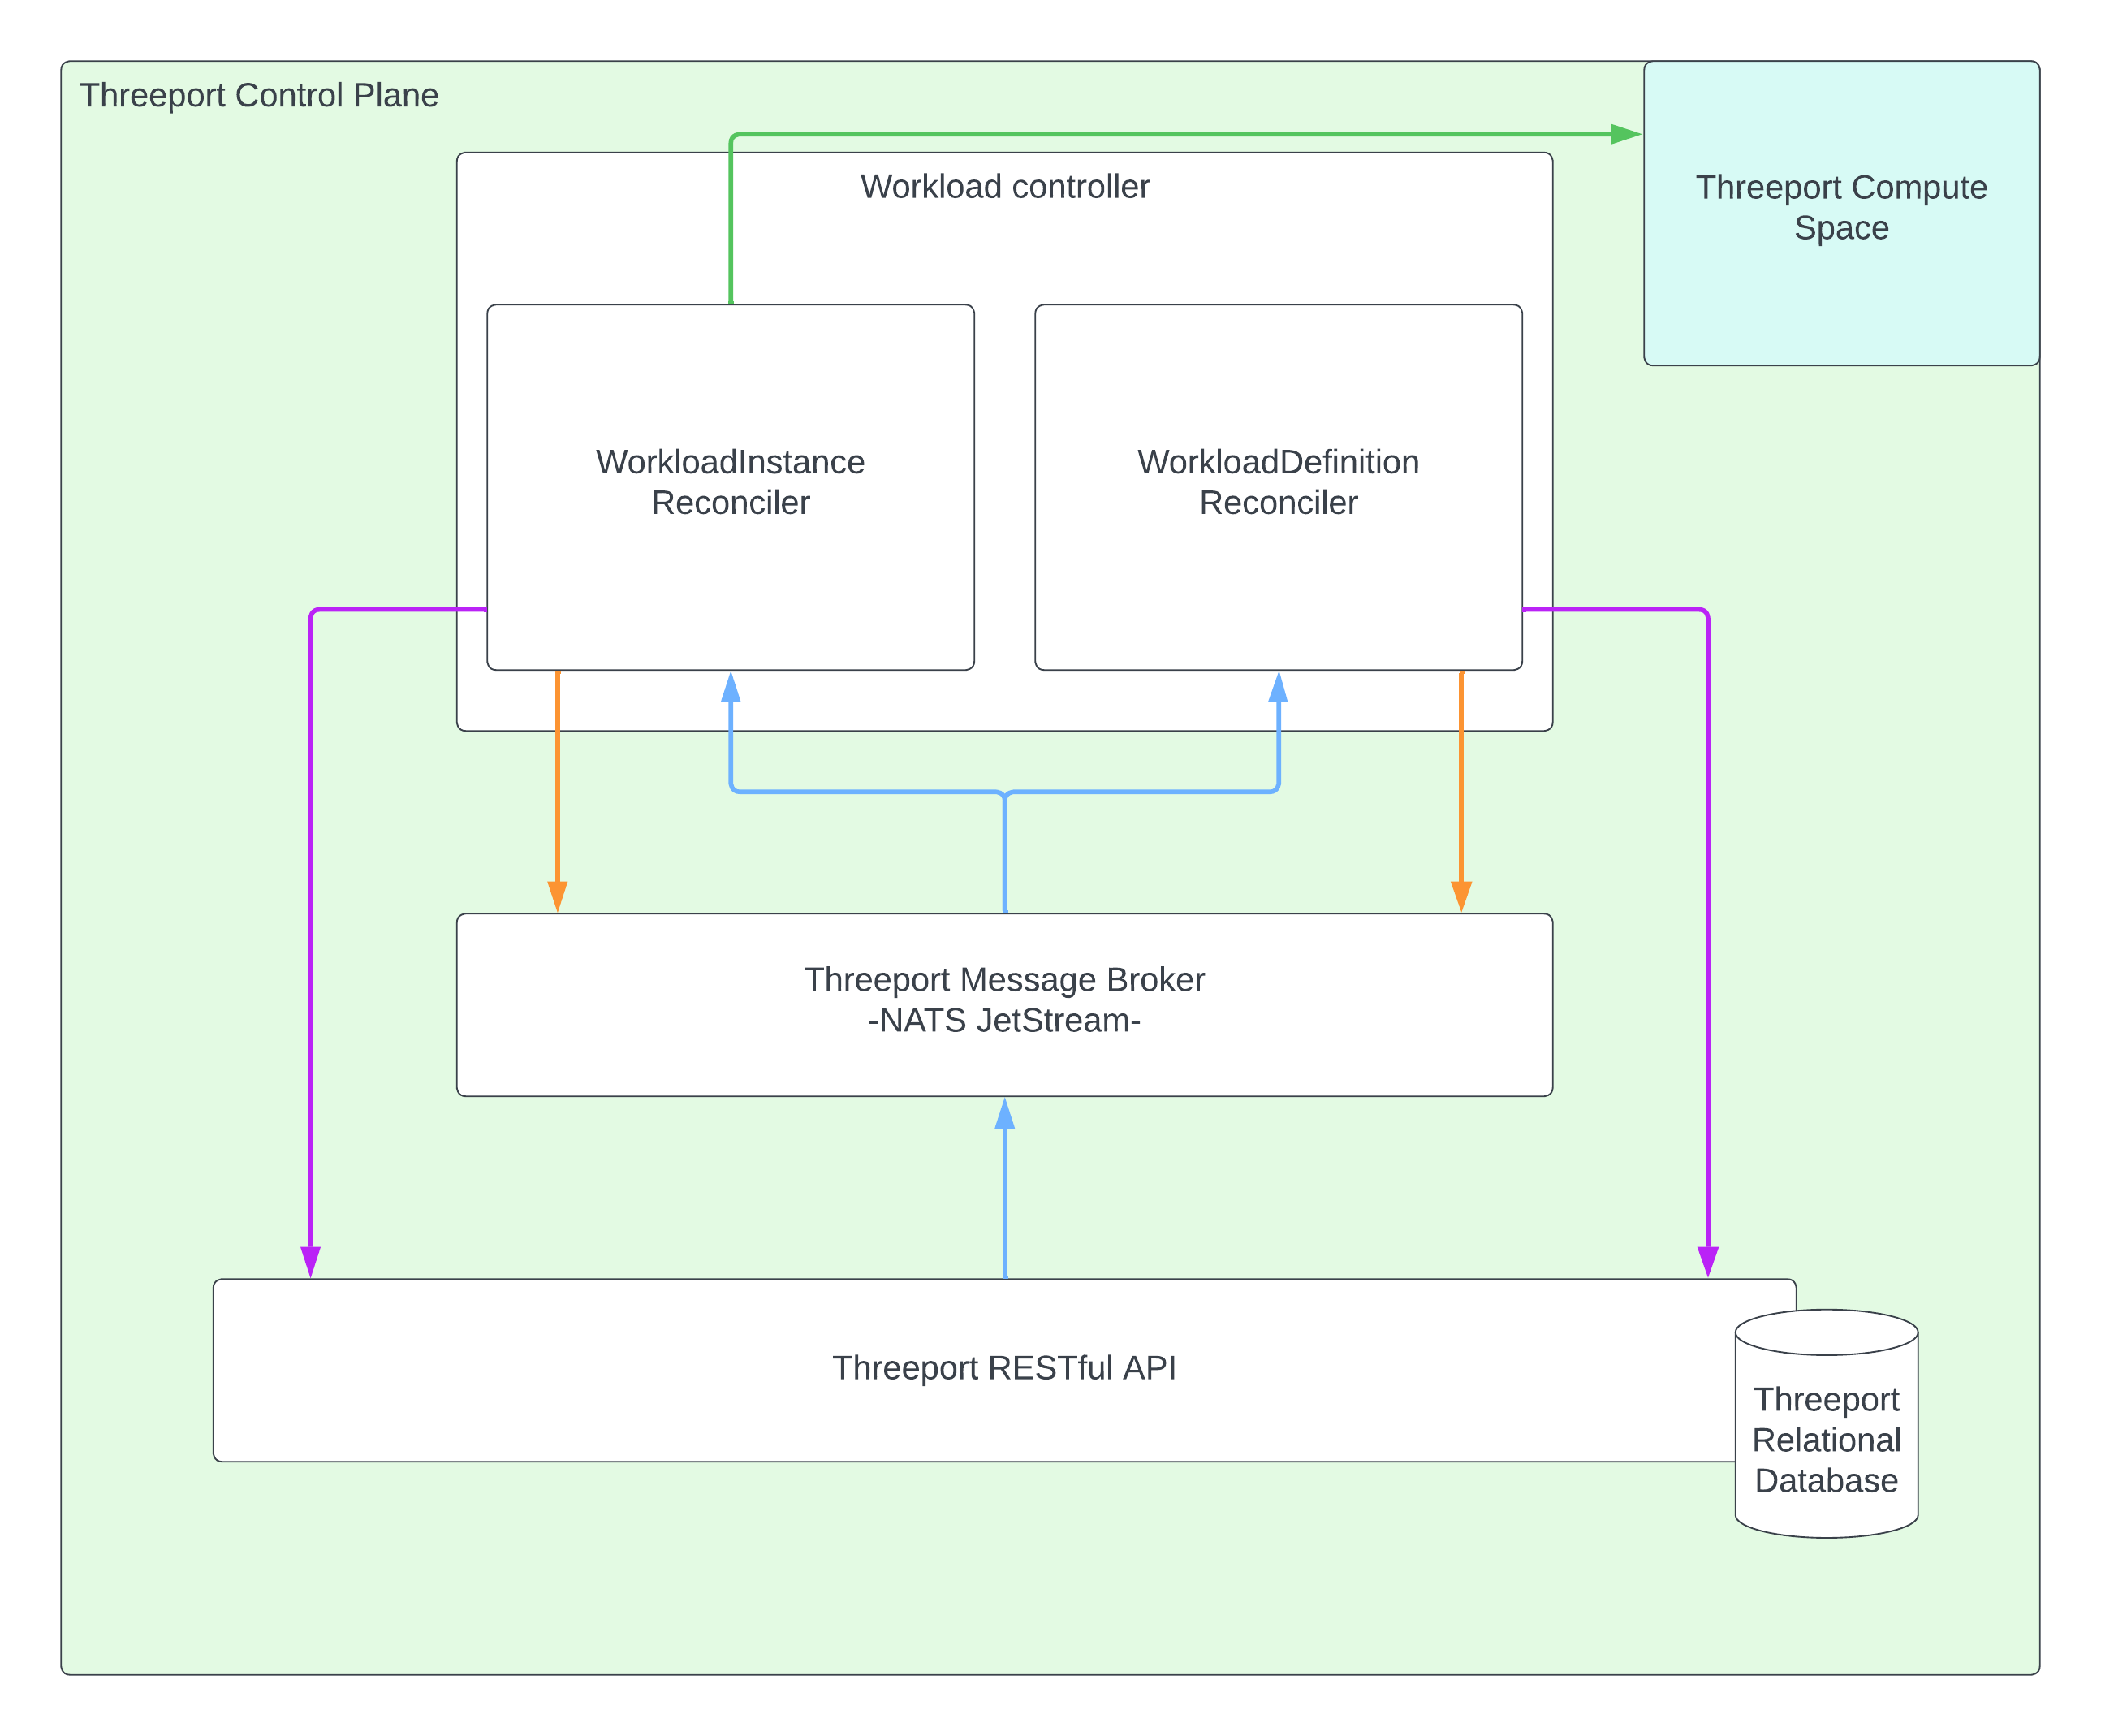 Threeport Control Plane
Workload controller
Threeport Compute
Space
WorkloadInstance
Reconciler
WorkloadDefinition
Reconciler
Threeport Message Broker
-NATS JetStream-
Threeport RESTful API
Threeport
Relational
Database